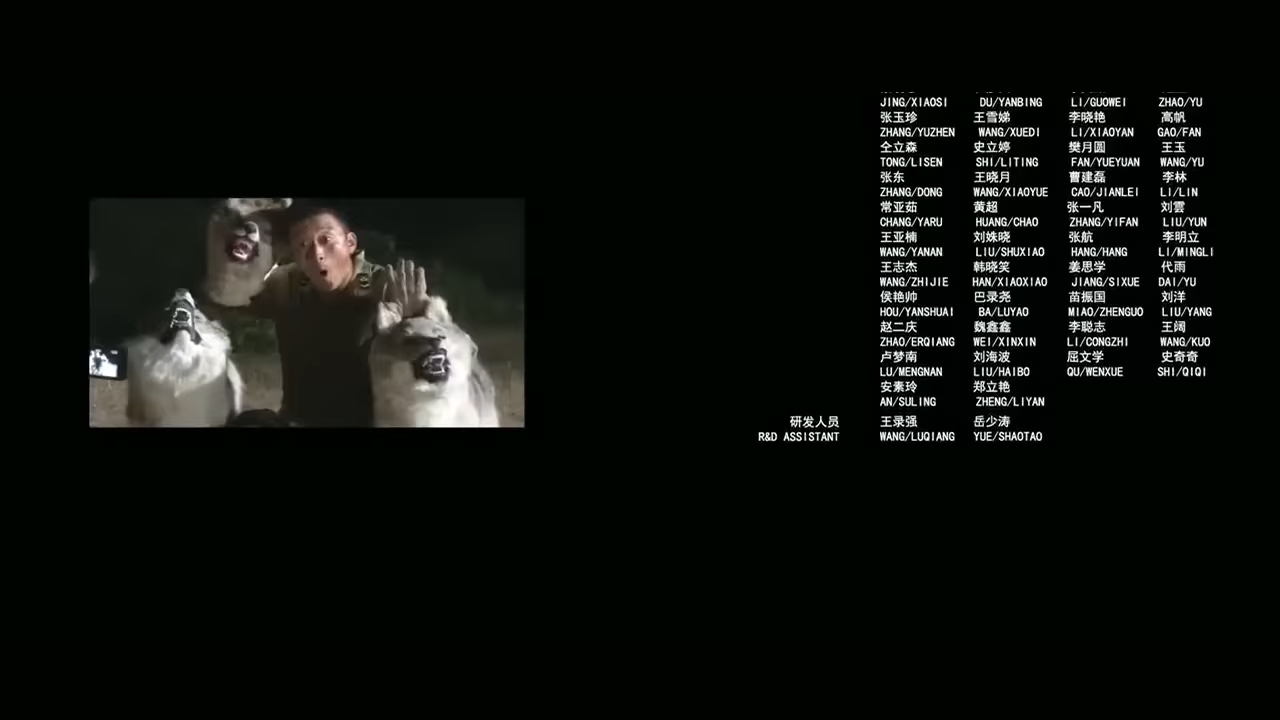 JING/XIAOSI DU/YANBING LI/GUOWEI ZHAO/YU
张玉珍 王雪娣 李晓艳 高帆
ZHANG/YUZHEN WANG/XUEDI LI/XIAOYAN GAO/FAN
仝立森 史立婷 樊月圆 王玉
TONG/LISEN SHI/LITING FAN/YUEYUAN WANG/YU
张东 王晓月 曹建磊 李林
ZHANG/DONG WANG/XIAOYUE CAO/JIANLEI LI/LIN
常亚茹 黄超 张一凡 刘雲
CHANG/YARU HUANG/CHAO ZHANG/YIFAN LIU/YUN
王亚楠 刘姝晓 张航 李明立
WANG/YANAN LIU/SHUXIAO HANG/HANG LI/MINGLI
王志杰 韩晓笑 姜思学 代雨
WANG/ZHIJIE HAN/XIAOXIAO JIANG/SIXUE DAI/YU
侯艳帅 巴录尧 苗振国 刘洋
HOU/YANSHUAI BA/LUYAO MIAO/ZHENGUO LIU/YANG
赵二庆 魏鑫鑫 李聪志 王阔
ZHAO/ERQIANG WEI/XINXIN LI/CONGZHI WANG/KUO
卢梦南 刘海波 屈文学 史奇奇
LU/MENGNAN LIU/HAIBO QU/WENXUE SHI/QIQI
安素玲 郑立艳
AN/SULING ZHENG/LIYAN
研发人员 王录强 岳少涛
R&D ASSISTANT WANG/LUQIANG YUE/SHAOTAO